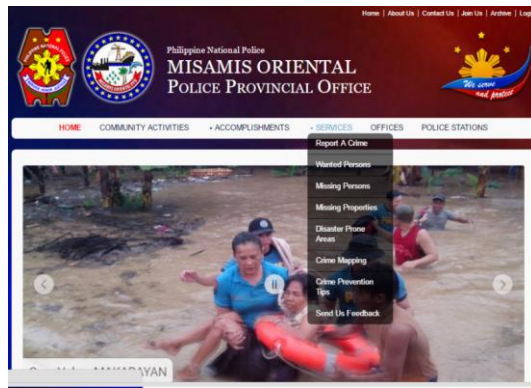 Home | About Us | Contact Us | Join Us | Archive | Log
Philippine National Police
MISAMIS ORIENTAL
POLICE PROVINCIAL OFFICE
We serve
and protect
HOME COMMUNITY ACTIVITIES • ACCOMPLISHMENTS • SERVICES OFFICES POLICE STATIONS
Report A Crime
Wanted Persons
Missing Persons
Missing Properties
Disaster Prone
Areas
Crime Mapping
Crime Prevention
Tips
Send Us Feedback